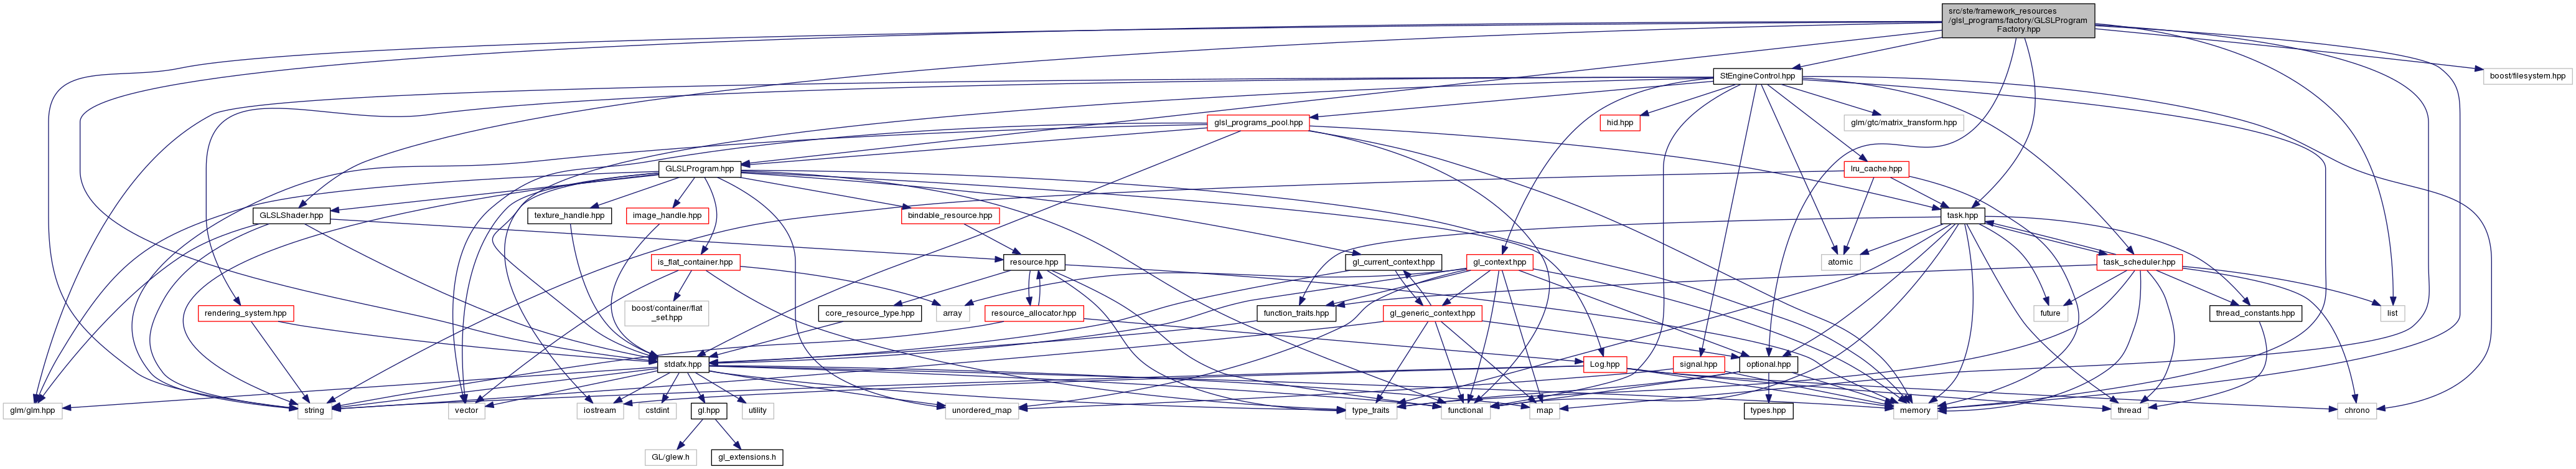 src/ste/framework_resources
/glsl_programs/factory/GLSLProgram
Factory.hpp
StEngineControl.hpp
boost/filesystem.hpp
glsl_programs_pool.hpp
hid.hpp
glm/gtc/matrix_transform.hpp
GLSLProgram.hpp
lru_cache.hpp
GLSLShader.hpp
texture_handle.hpp
image_handle.hpp
bindable_resource.hpp
task.hpp
is_flat_container.hpp
resource.hpp
gl_current_context.hpp
gl_context.hpp
atomic
task_scheduler.hpp
rendering_system.hpp
boost/container/flat
_set.hpp
core_resource_type.hpp
array
resource_allocator.hpp
function_traits.hpp
gl_generic_context.hpp
future
thread_constants.hpp
list
stdafx.hpp
Log.hpp
signal.hpp
optional.hpp
glm/glm.hpp
string
vector
iostream
cstdint
gl.hpp
utility
unordered_map
type_traits
functional
map
types.hpp
memory
thread
chrono
GL/glew.h
gl_extensions.h